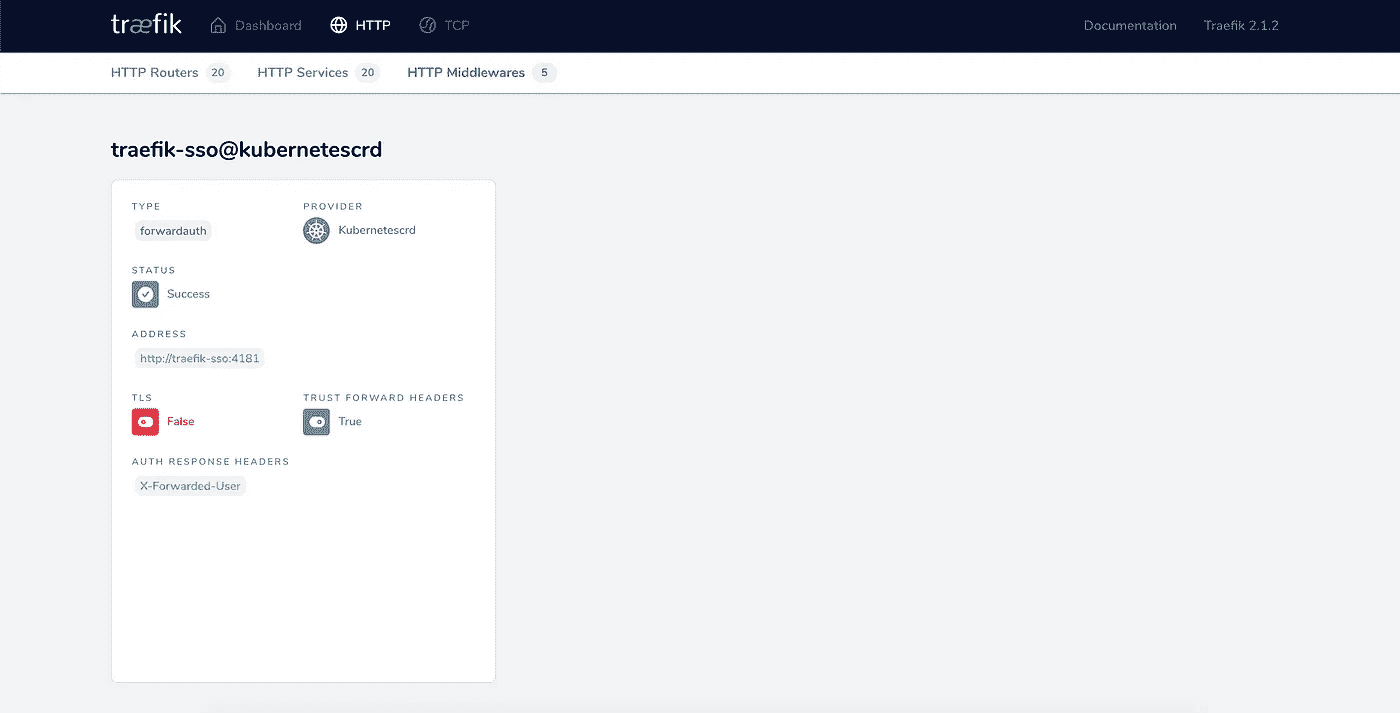 træfik Dashboard HTTP TCP Documentation Traefik 2.1.2
HTTP Routers 20 HTTP Services 20 HTTP Middlewares 5
traefik-sso@kubernetescrd
TYPE PROVIDER
forwardauth Kubernetescrd
STATUS
Success
ADDRESS
http://traefik-sso:4181
TLS TRUST FORWARD HEADERS
False True
AUTH RESPONSE HEADERS
X-Forwarded-User